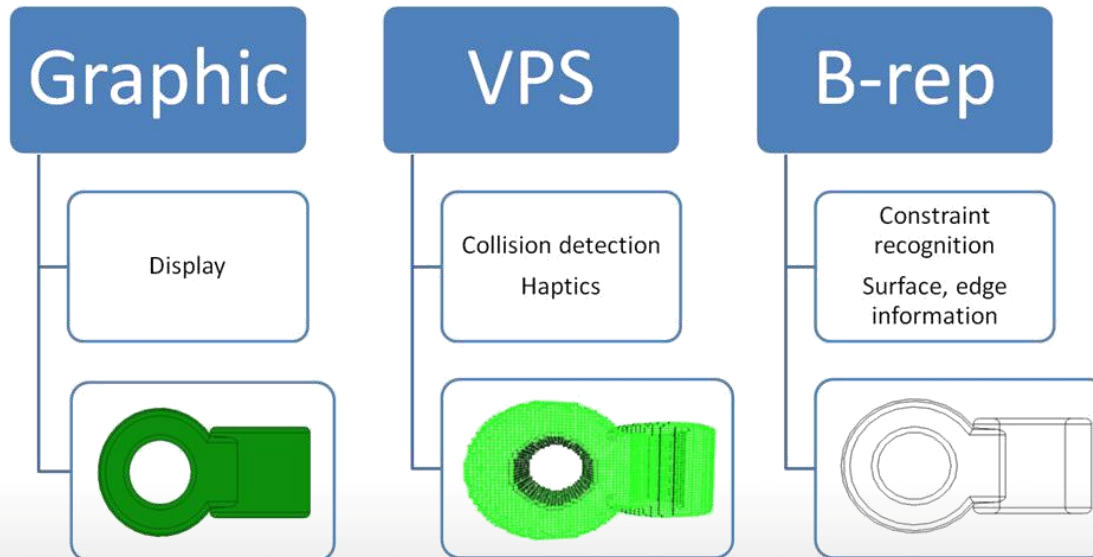 Graphic
VPS
B-rep
Display
Collision detection
Haptics
Constraint
recognition
Surface, edge
information